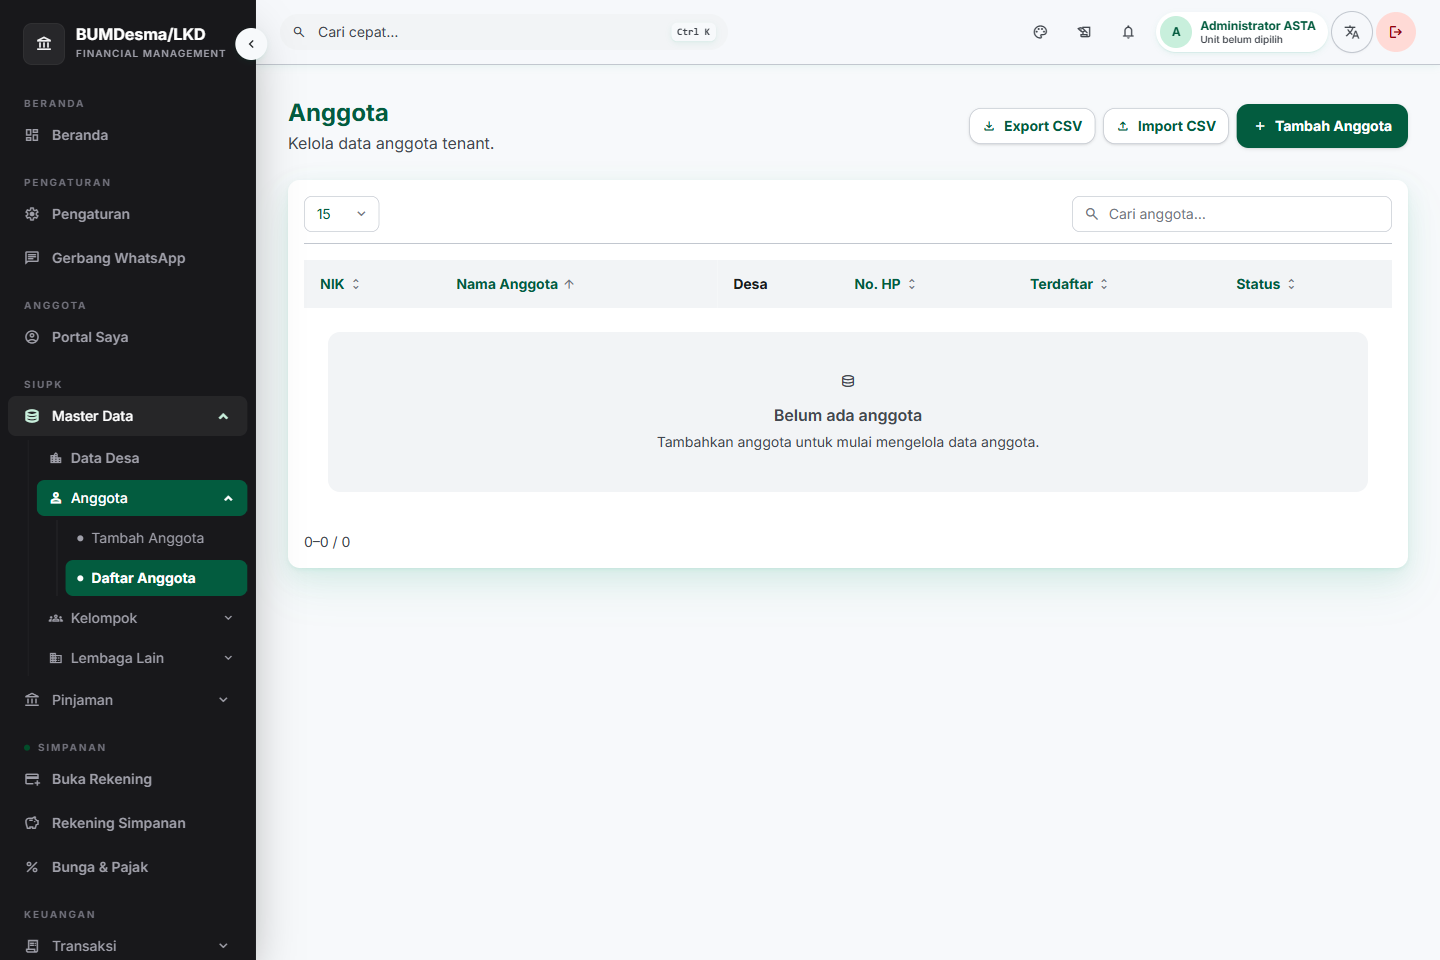 BUMDesma/LKD
FINANCIAL MANAGEMENT
BERANDA
Beranda
PENGATURAN
Pengaturan
Gerbang WhatsApp
ANGGOTA
Portal Saya
SIUPK
Master Data
Data Desa
Anggota
Tambah Anggota
Daftar Anggota
Kelompok
Lembaga Lain
Pinjaman
SIMPANAN
Buka Rekening
Rekening Simpanan
Bunga & Pajak
KEUANGAN
Transaksi
Cari cepat...
Ctrl K
A
Administrator ASTA
Unit belum dipilih
Anggota
Kelola data anggota tenant.
Export CSV
Import CSV
Tambah Anggota
15
Cari anggota...
NIK Nama Anggota Desa No. HP Terdaftar Status
Belum ada anggota
Tambahkan anggota untuk mulai mengelola data anggota.
0–0 / 0